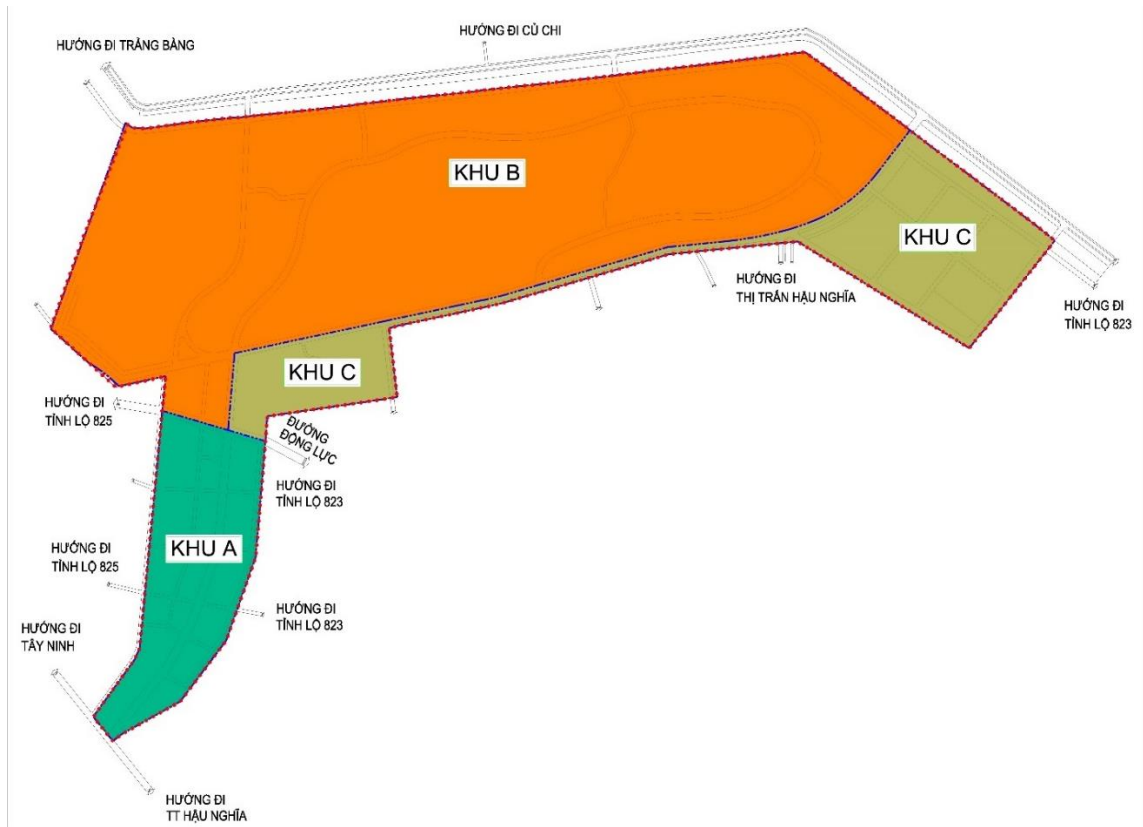 HƯỚNG ĐI CỦ CHI
HƯỚNG ĐI TRẢNG BÀNG
KHU B
KHU C
HƯỚNG ĐI
THỊ TRẤN HẬU NGHĨA
HƯỚNG ĐI
TỈNH LỘ 823
KHU C
HƯỚNG ĐI
TỈNH LỘ 825
ĐƯỜNG
ĐỘNG LỰC
HƯỚNG ĐI
TỈNH LỘ 823
KHU A
HƯỚNG ĐI
TỈNH LỘ 825
HƯỚNG ĐI
TỈNH LỘ 823
HƯỚNG ĐI
TÂY NINH
HƯỚNG ĐI
TT HẬU NGHĨA